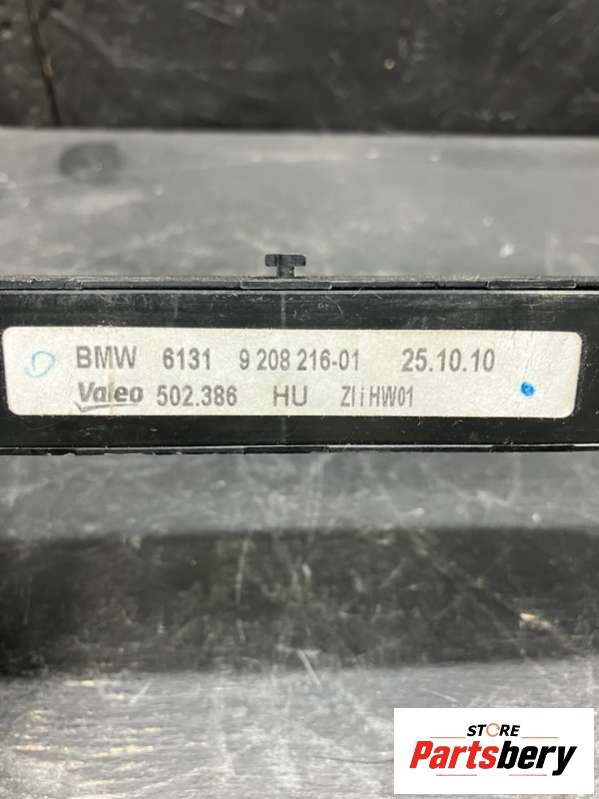 BMW 6131 9 208 216-01 25.10.10
Valeo 502.386 HU ZIiHW01
STORE
Partsbery